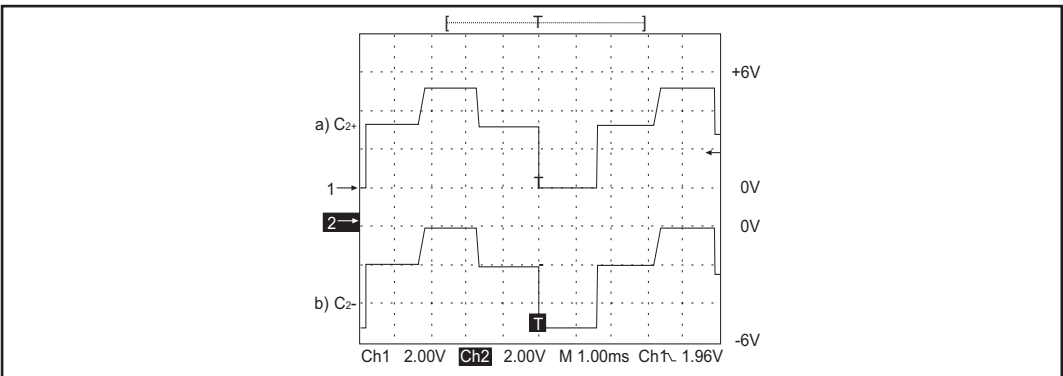 [ T ]
+6V
a) C2+
T
1
0V
2
0V
b) C2-
T
-6V
Ch1 2.00V Ch2 2.00V M 1.00ms Ch1 1.96V